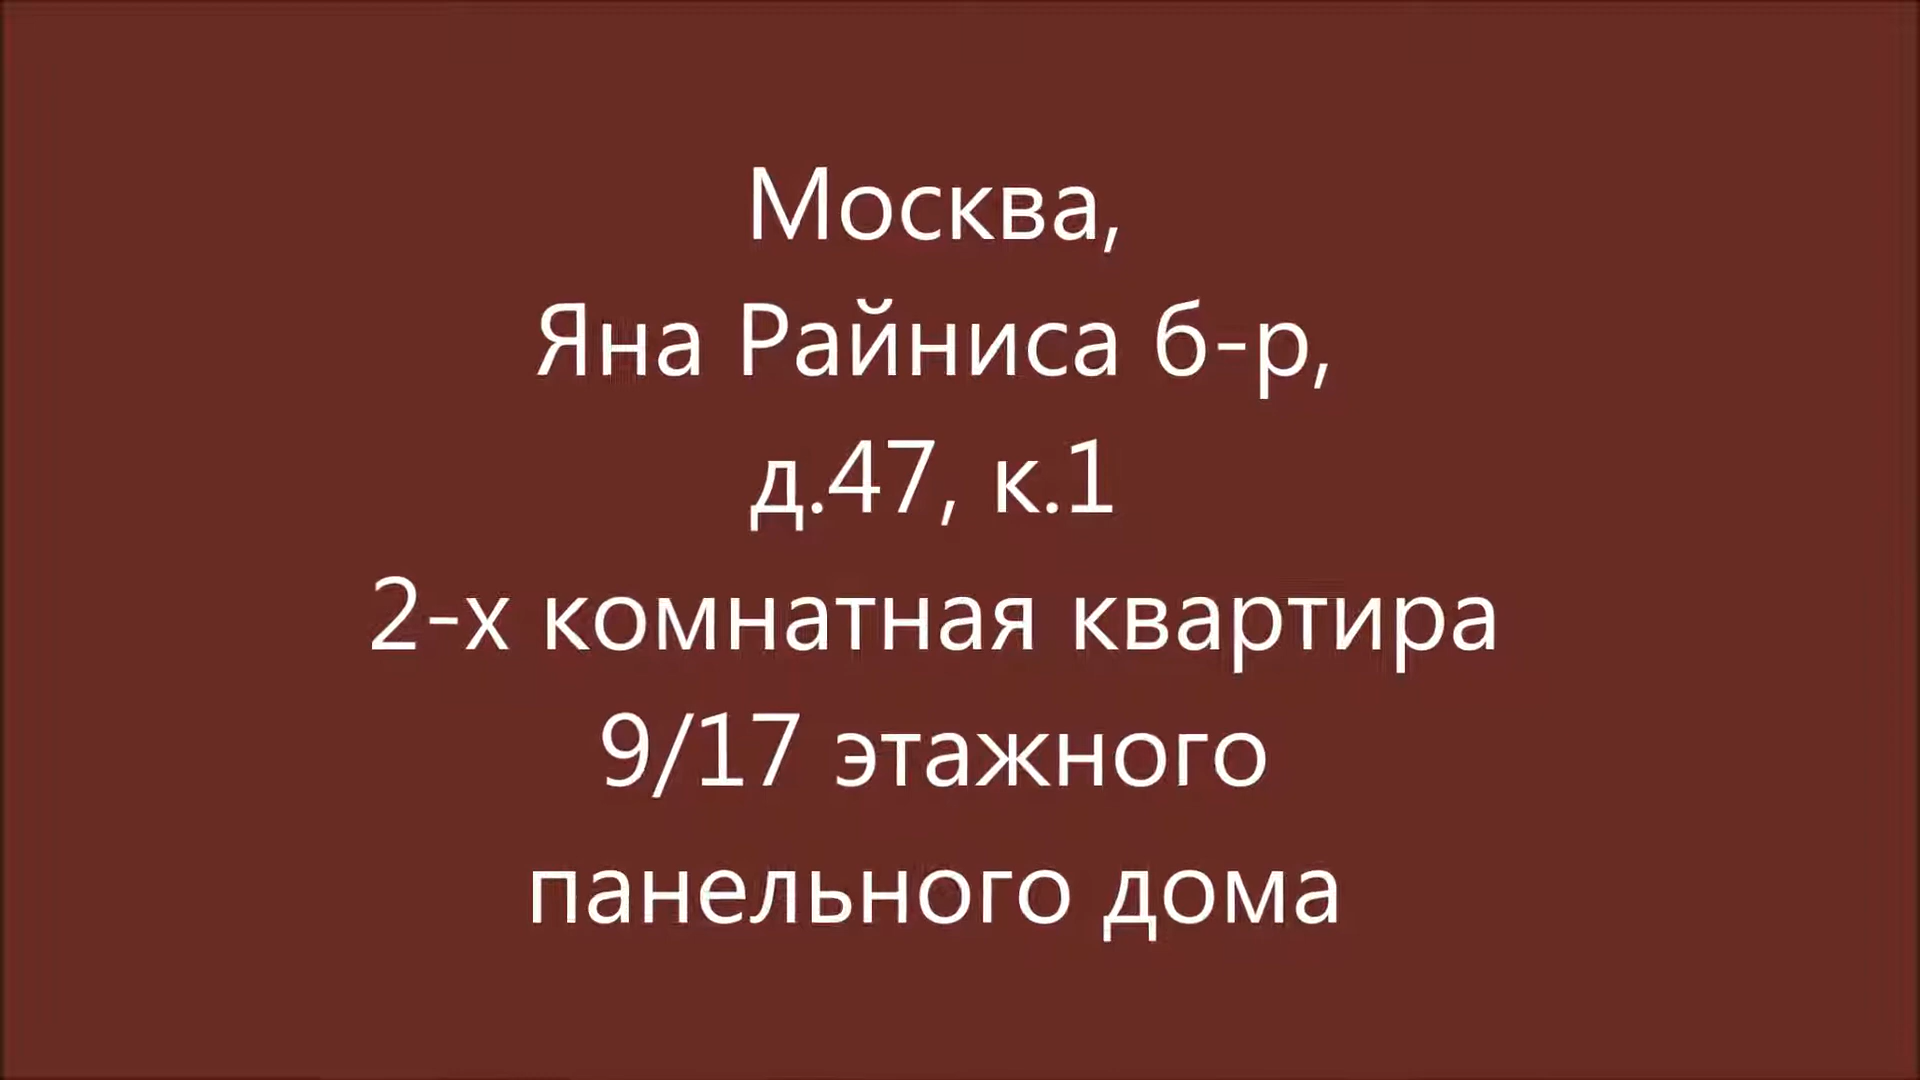 Москва,
Яна Райниса б-р,
д.47, к.1
2-х комнатная квартира
9/17 этажного
панельного дома